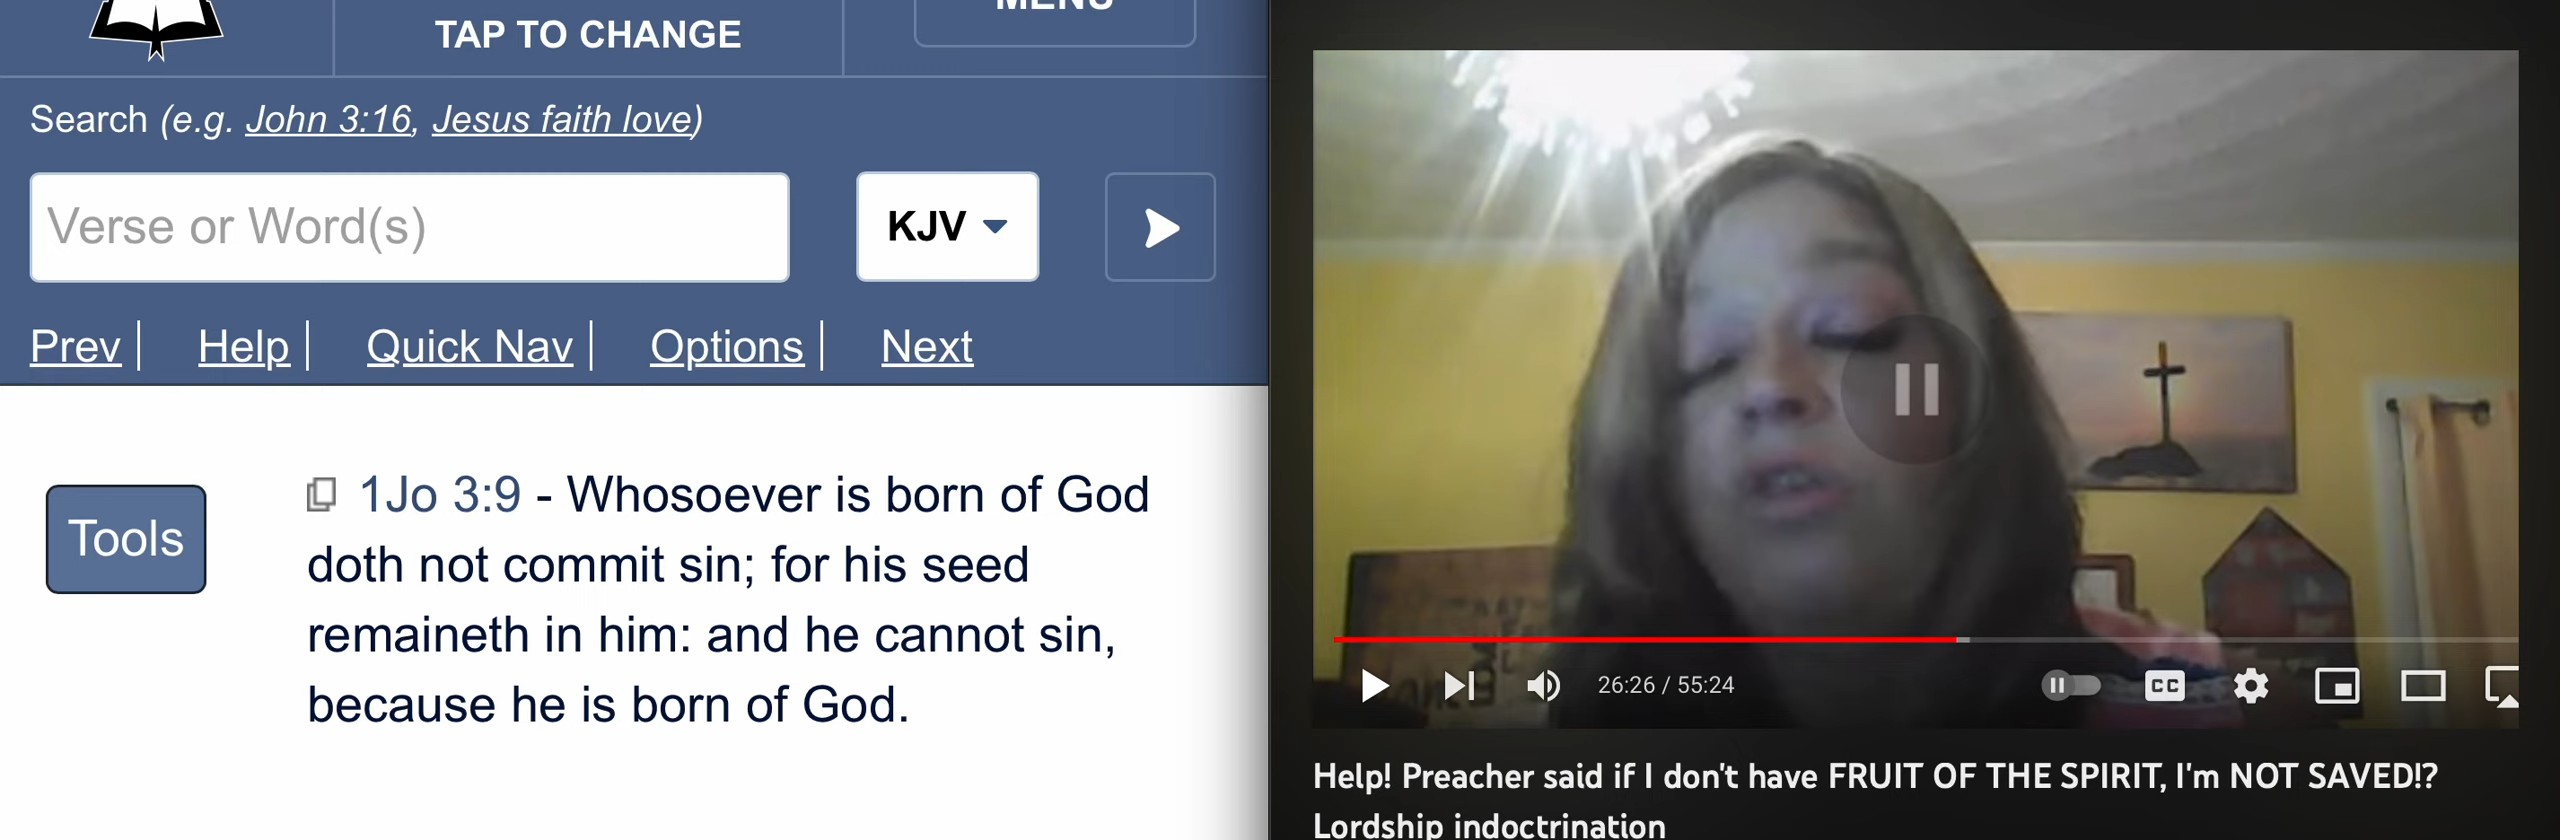 TAP TO CHANGE
MENU
Search (e.g. John 3:16, Jesus faith love)
Verse or Word(s)
KJV
Prev | Help | Quick Nav | Options | Next
Tools
1Jo 3:9 - Whosoever is born of God
doth not commit sin; for his seed
remaineth in him: and he cannot sin,
because he is born of God.
26:26 / 55:24
CC
Help! Preacher said if I don't have FRUIT OF THE SPIRIT, I'm NOT SAVED!?
Lordship indoctrination